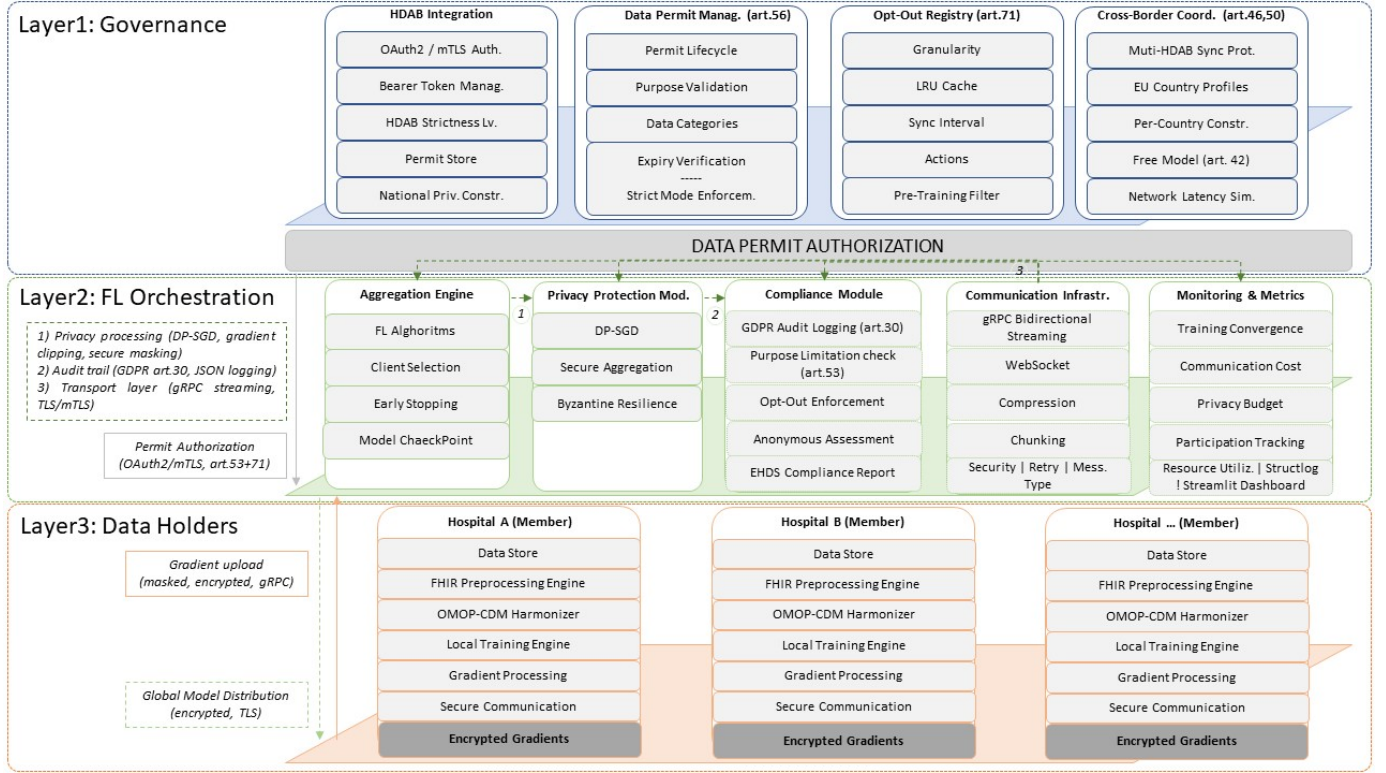 Layer1: Governance
HDAB Integration
OAuth2 / mTLS Auth.
Bearer Token Manag.
HDAB Strictness Lv.
Permit Store
National Priv. Constr.
Data Permit Manag. (art.56)
Permit Lifecycle
Purpose Validation
Data Categories
Expiry Verification
-----
Strict Mode Enforcem.
Opt-Out Registry (art.71)
Granularity
LRU Cache
Sync Interval
Actions
Pre-Training Filter
Cross-Border Coord. (art.46,50)
Muti-HDAB Sync Prot.
EU Country Profiles
Per-Country Constr.
Free Model (art. 42)
Network Latency Sim.
DATA PERMIT AUTHORIZATION
Layer2: FL Orchestration
1) Privacy processing (DP-SGD, gradient
clipping, secure masking)
2) Audit trail (GDPR art.30, JSON logging)
3) Transport layer (gRPC streaming,
TLS/mTLS)
Permit Authorization
(OAuth2/mTLS, art.53+71)
Aggregation Engine
FL Alghoritms
Client Selection
Early Stopping
Model ChaeckPoint
1
Privacy Protection Mod.
DP-SGD
Secure Aggregation
Byzantine Resilience
2
Compliance Module
GDPR Audit Logging (art.30)
Purpose Limitation check
(art.53)
Opt-Out Enforcement
Anonymous Assessment
EHDS Compliance Report
3
Communication Infrastr.
gRPC Bidirectional
Streaming
WebSocket
Compression
Chunking
Security | Retry | Mess.
Type
Monitoring & Metrics
Training Convergence
Communication Cost
Privacy Budget
Participation Tracking
Resource Utiliz. | Structlog
! Streamlit Dashboard
Layer3: Data Holders
Gradient upload
(masked, encrypted, gRPC)
Global Model Distribution
(encrypted, TLS)
Hospital A (Member)
Data Store
FHIR Preprocessing Engine
OMOP-CDM Harmonizer
Local Training Engine
Gradient Processing
Secure Communication
Encrypted Gradients
Hospital B (Member)
Data Store
FHIR Preprocessing Engine
OMOP-CDM Harmonizer
Local Training Engine
Gradient Processing
Secure Communication
Encrypted Gradients
Hospital ... (Member)
Data Store
FHIR Preprocessing Engine
OMOP-CDM Harmonizer
Local Training Engine
Gradient Processing
Secure Communication
Encrypted Gradients